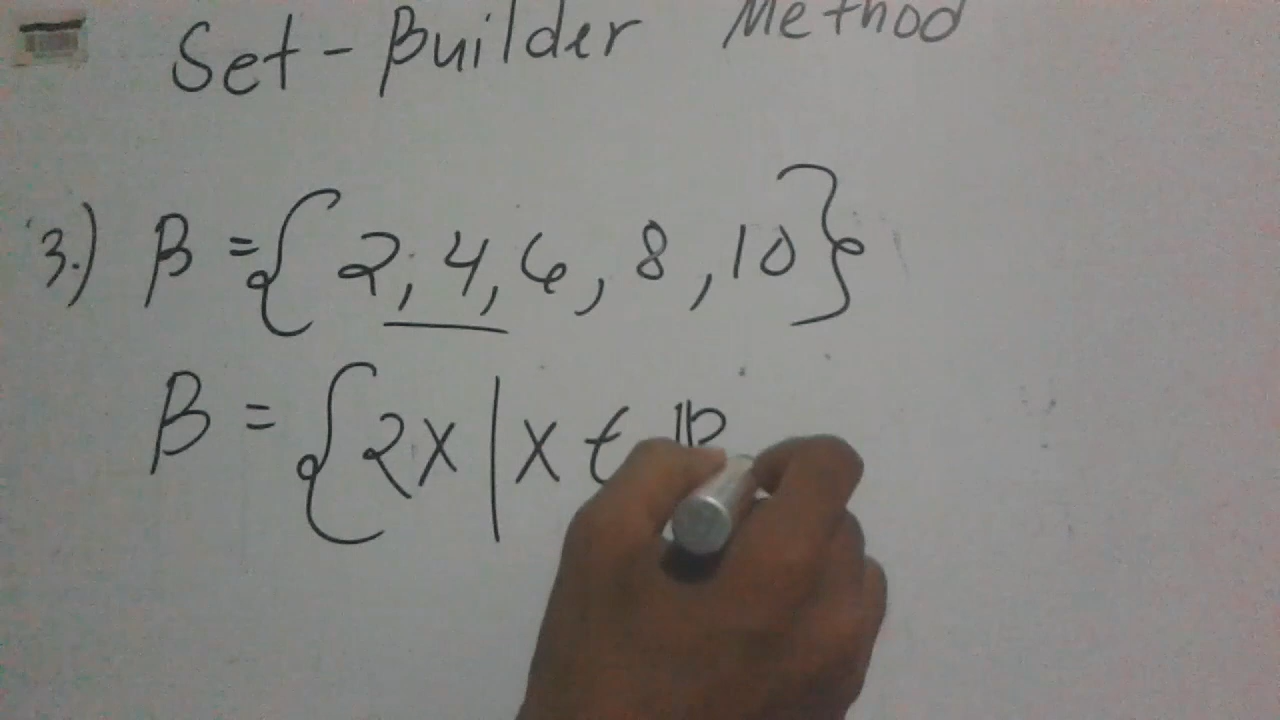 Set-Builder Method
3.) B = { 2, 4, 6, 8, 10 }
B = { 2x | x ∈